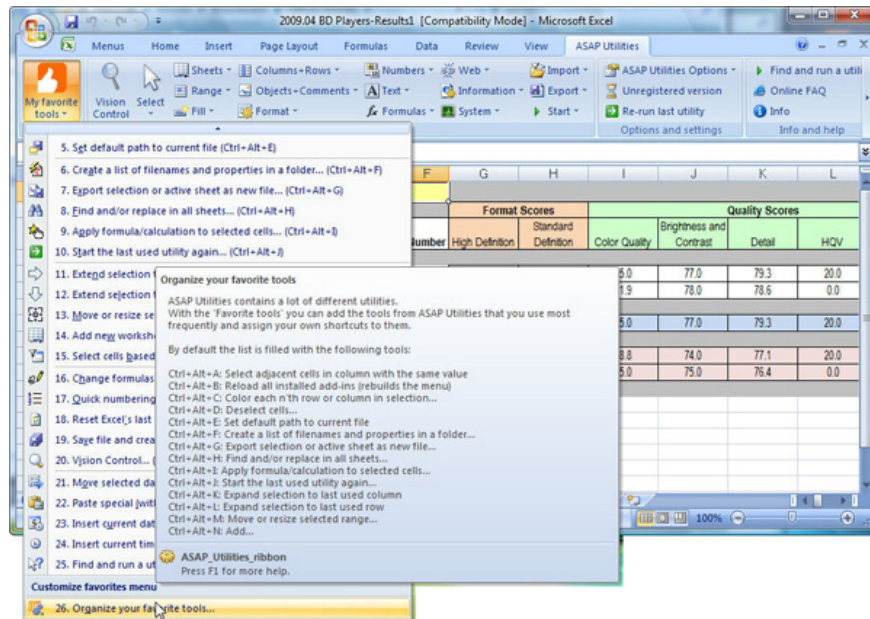 2009.04 BD Players-Results1 [Compatibility Mode] - Microsoft Excel
Menus Home Insert Page Layout Formulas Data Review View ASAP Utilities
My favorite tools
Vision Control
Select
Sheets Columns+Rows Numbers Web Import ASAP Utilities Options Find and run a utili
Range Objects+Comments Text Information Export Unregistered version Online FAQ
Fill Format Formulas System Start Re-run last utility Info
Options and settings Info and help
5. Set default path to current file (Ctrl+Alt+E)
6. Create a list of filenames and properties in a folder... (Ctrl+Alt+F)
7. Export selection or active sheet as new file... (Ctrl+Alt+G)
8. Find and/or replace in all sheets... (Ctrl+Alt+H)
9. Apply formula/calculation to selected cells... (Ctrl+Alt+I)
10. Start the last used utility again... (Ctrl+Alt+J)
11. Extend selection
12. Extend selection
13. Move or resize se
14. Add new worksh
15. Select cells based
16. Change formulas
17. Quick numbering
18. Reset Excel's last
19. Save file and crea
20. Vision Control... (
21. Move selected da
22. Paste special (wit
23. Insert current dat
24. Insert current tim
25. Find and run a ut
Customize favorites menu
26. Organize your favorite tools...
F G H I J K L
Format Scores Quality Scores
Number High Definition Standard Definition Color Quality Brightness and Contrast Detail HQV
5.0 77.0 79.3 20.0
1.9 78.0 78.6 0.0
5.0 77.0 79.3 20.0
8.8 74.0 77.1 20.0
5.0 75.0 76.4 0.0
Organize your favorite tools
ASAP Utilities contains a lot of different utilities.
With the 'Favorite tools' you can add the tools from ASAP Utilities that you use most
frequently and assign your own shortcuts to them.
By default the list is filled with the following tools:
Ctrl+Alt+A: Select adjacent cells in column with the same value
Ctrl+Alt+B: Reload all installed add-ins (rebuilds the menu)
Ctrl+Alt+C: Color each n'th row or column in selection...
Ctrl+Alt+D: Deselect cells...
Ctrl+Alt+E: Set default path to current file
Ctrl+Alt+F: Create a list of filenames and properties in a folder...
Ctrl+Alt+G: Export selection or active sheet as new file...
Ctrl+Alt+H: Find and/or replace in all sheets...
Ctrl+Alt+I: Apply formula/calculation to selected cells...
Ctrl+Alt+J: Start the last used utility again...
Ctrl+Alt+K: Expand selection to last used column
Ctrl+Alt+L: Expand selection to last used row
Ctrl+Alt+M: Move or resize selected range...
Ctrl+Alt+N: Add...
ASAP_Utilities_ribbon
Press F1 for more help.
100%